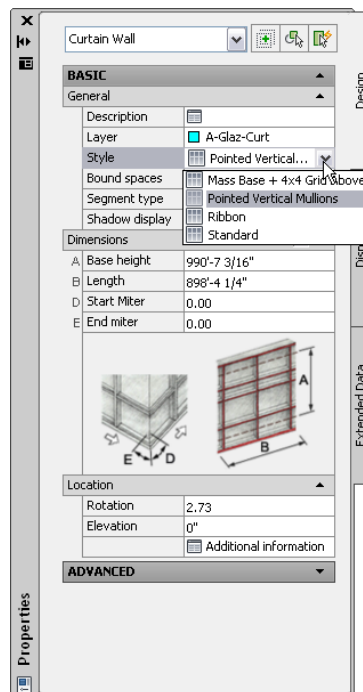 Curtain Wall
BASIC
General
Description
Layer A-Glaz-Curt
Style Pointed Vertical...
Bound spaces
Segment type
Shadow display
Mass Base + 4x4 Grid Above
Pointed Vertical Mullions
Ribbon
Standard
Dimensions
A Base height 990'-7 3/16"
B Length 898'-4 1/4"
D Start Miter 0.00
E End miter 0.00
A
B
E D
Location
Rotation 2.73
Elevation 0"
Additional information
ADVANCED
Properties
Design
Extended Data